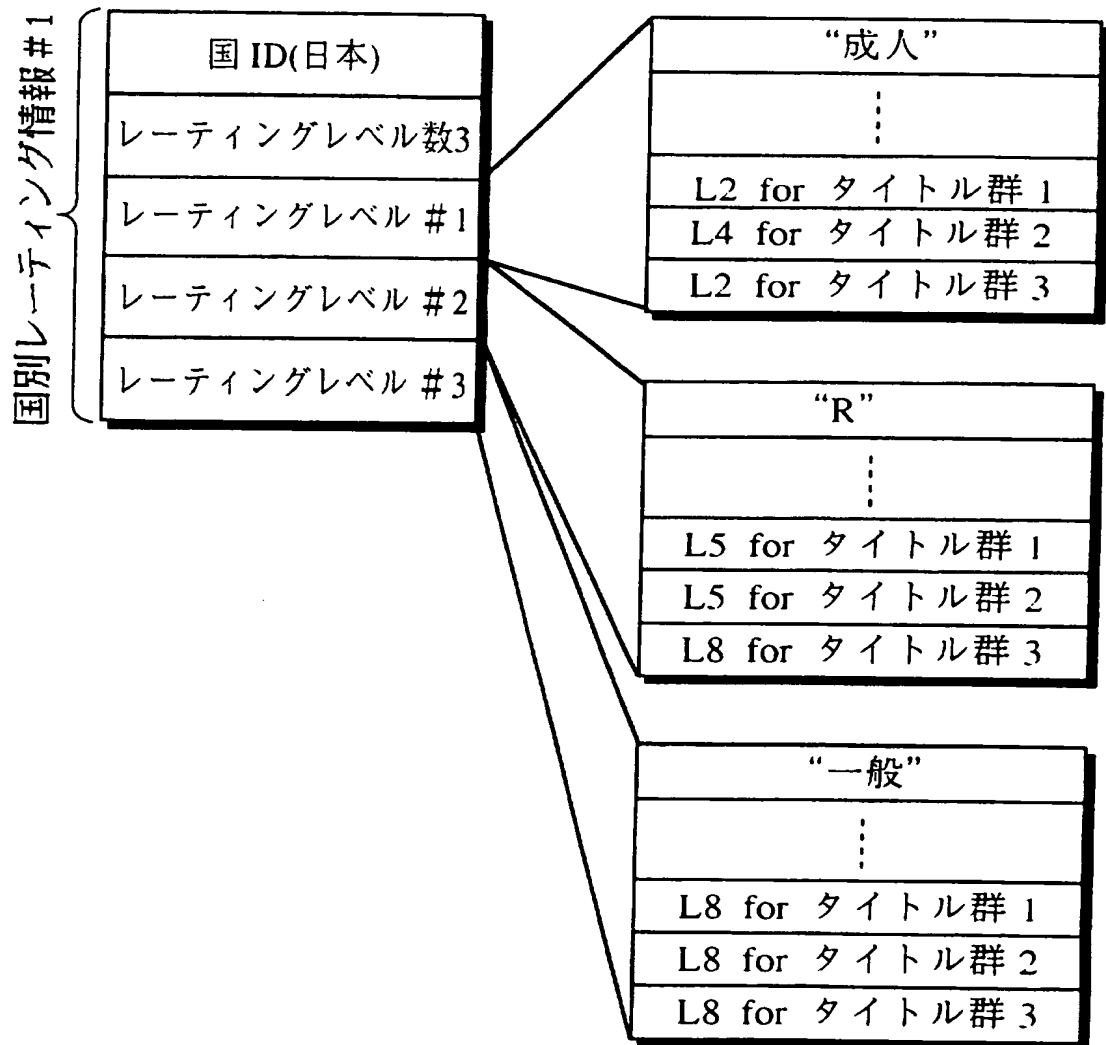 国別レーティング情報#1
国 ID(日本)
レーティングレベル数3
レーティングレベル #1
レーティングレベル #2
レーティングレベル #3
“成人”
L2 for タイトル群 1
L4 for タイトル群 2
L2 for タイトル群 3
“R”
L5 for タイトル群 1
L5 for タイトル群 2
L8 for タイトル群 3
“一般”
L8 for タイトル群 1
L8 for タイトル群 2
L8 for タイトル群 3